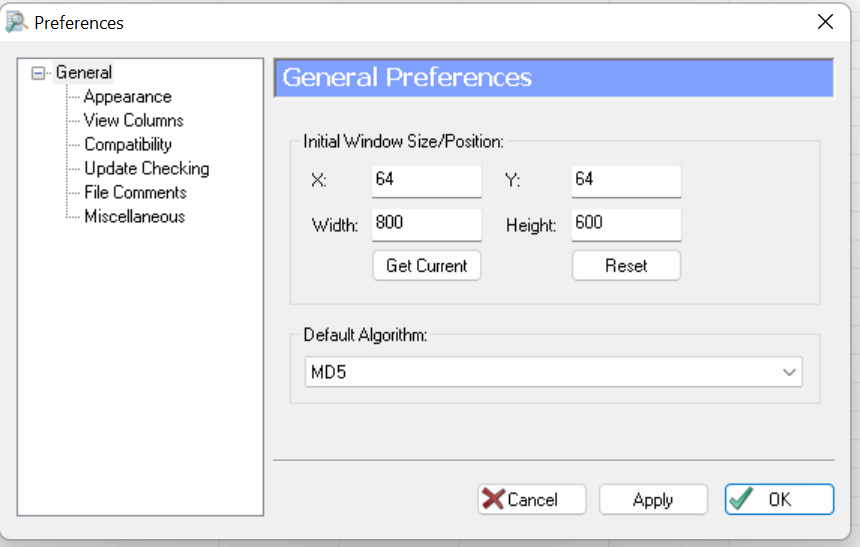 Preferences
General
Appearance
View Columns
Compatibility
Update Checking
File Comments
Miscellaneous
General Preferences
Initial Window Size/Position:
X: 64 Y: 64
Width: 800 Height: 600
Get Current Reset
Default Algorithm:
MD5
Cancel Apply OK